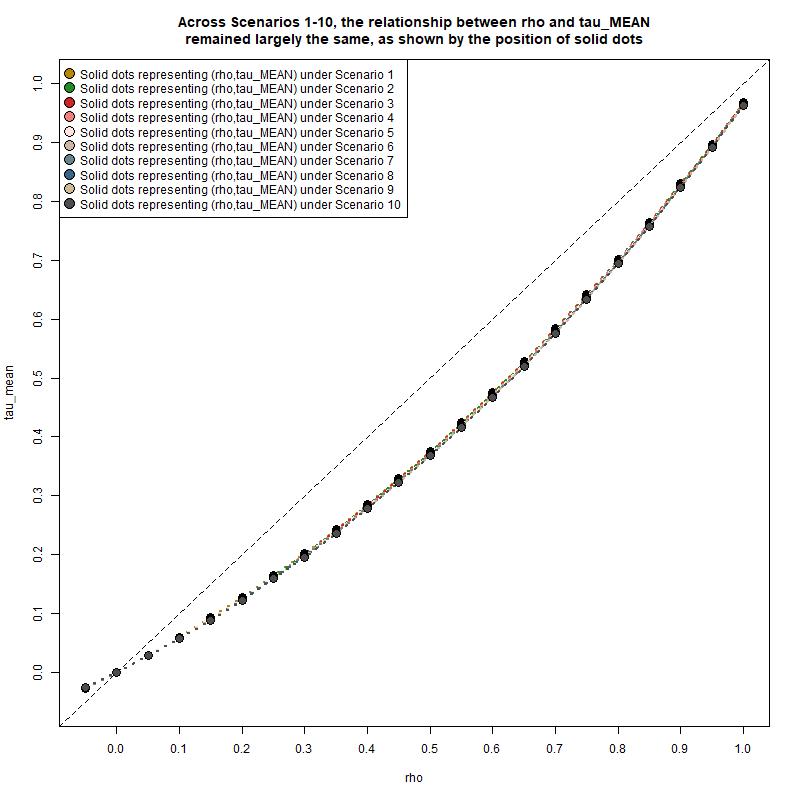 Across Scenarios 1-10, the relationship between rho and tau_MEAN
remained largely the same, as shown by the position of solid dots
Solid dots representing (rho,tau_MEAN) under Scenario 1
Solid dots representing (rho,tau_MEAN) under Scenario 2
Solid dots representing (rho,tau_MEAN) under Scenario 3
Solid dots representing (rho,tau_MEAN) under Scenario 4
Solid dots representing (rho,tau_MEAN) under Scenario 5
Solid dots representing (rho,tau_MEAN) under Scenario 6
Solid dots representing (rho,tau_MEAN) under Scenario 7
Solid dots representing (rho,tau_MEAN) under Scenario 8
Solid dots representing (rho,tau_MEAN) under Scenario 9
Solid dots representing (rho,tau_MEAN) under Scenario 10
1.0
0.9
0.8
0.7
0.6
0.5
0.4
0.3
0.2
0.1
0.0
tau_mean
0.0 0.1 0.2 0.3 0.4 0.5 0.6 0.7 0.8 0.9 1.0
rho